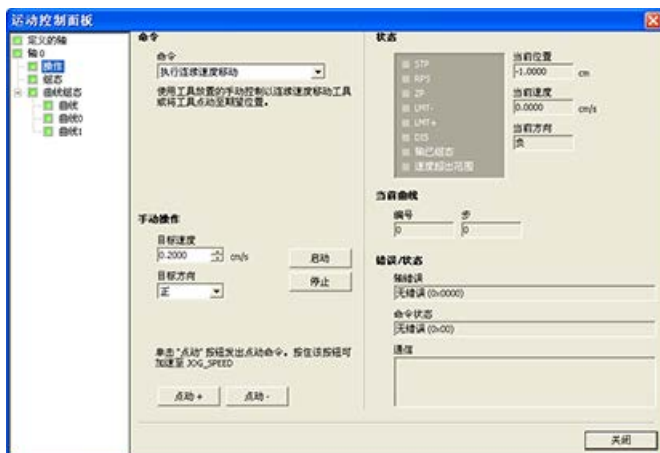 运动控制面板
定义的轴
轴0
操作
组态
曲线组态
曲线
曲线0
曲线1
命令
命令
执行连续速度移动
使用工具放置的手动控制以连续速度移动工具
或将工具点动至期望位置。
手动操作
目标速度
0.2000 cm/s
启动
目标方向
正
停止
单击"点动"按钮发出点动命令。按住该按钮可
加速至 JOG_SPEED
点动 +
点动 -
状态
STP
RPS
ZP
LMT-
LMT+
DIS
轴已组态
速度超出范围
当前位置
-1.0000 cm
当前速度
0.0000 cm/s
当前方向
负
当前曲线
编号
步
0
0
错误/状态
轴错误
无错误 (0x0000)
命令状态
无错误 (0x00)
通信
关闭